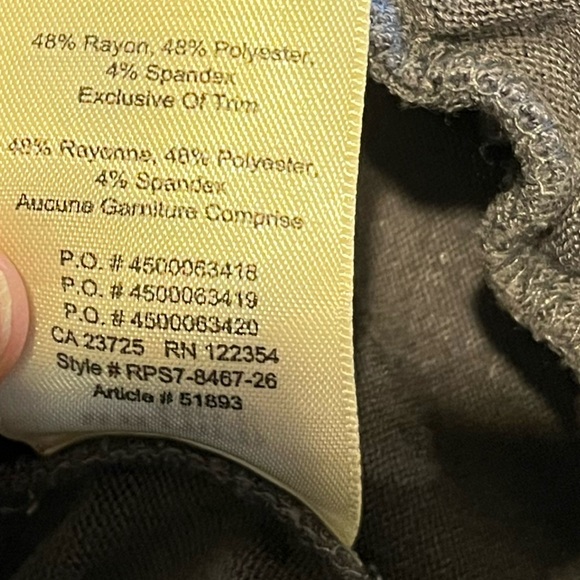 48% Rayon, 48% Polyester,
4% Spandex
Exclusive Of Trim
48% Rayonne, 48% Polyester,
4% Spandex
Aucune Garniture Comprise
P.O. # 4500063418
P.O. # 4500063419
P.O. # 4500063420
CA 23725 RN 122354
Style # RPS7-8467-26
Article # 51893